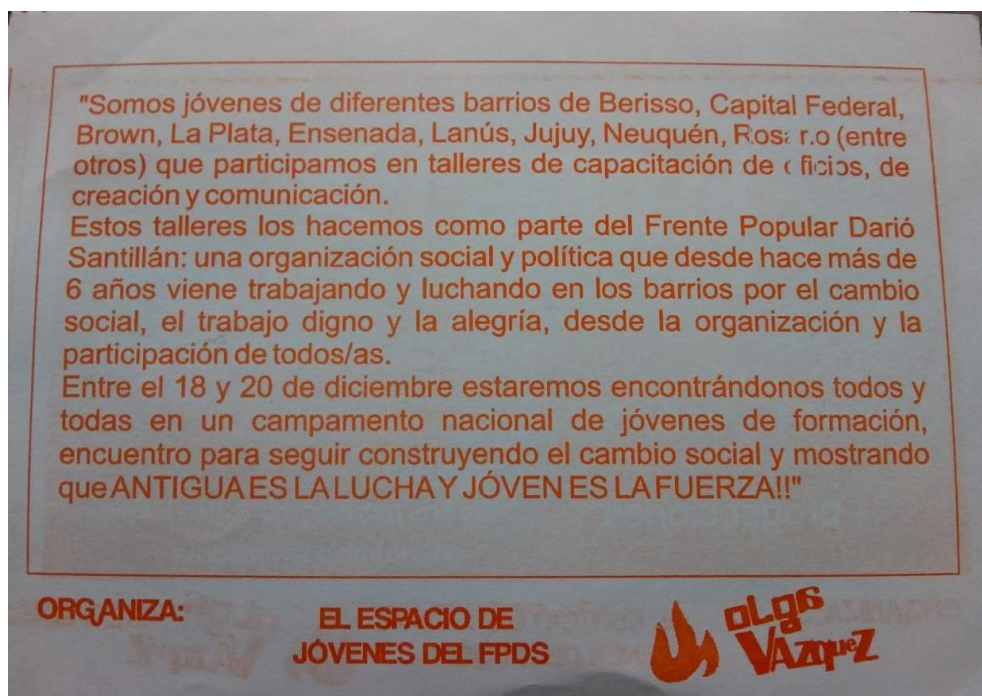 "Somos jóvenes de diferentes barrios de Berisso, Capital Federal,
Brown, La Plata, Ensenada, Lanús, Jujuy, Neuquén, Rosario (entre
otros) que participamos en talleres de capacitación de oficios, de
creación y comunicación.
Estos talleres los hacemos como parte del Frente Popular Darió
Santillán: una organización social y política que desde hace más de
6 años viene trabajando y luchando en los barrios por el cambio
social, el trabajo digno y la alegría, desde la organización y la
participación de todos/as.
Entre el 18 y 20 de diciembre estaremos encontrándonos todos y
todas en un campamento nacional de jóvenes de formación,
encuentro para seguir construyendo el cambio social y mostrando
que ANTIGUA ES LA LUCHA Y JÓVEN ES LA FUERZA!!"
ORGANIZA:
EL ESPACIO DE
JÓVENES DEL FPDS
OLGA
VAZQUEZ